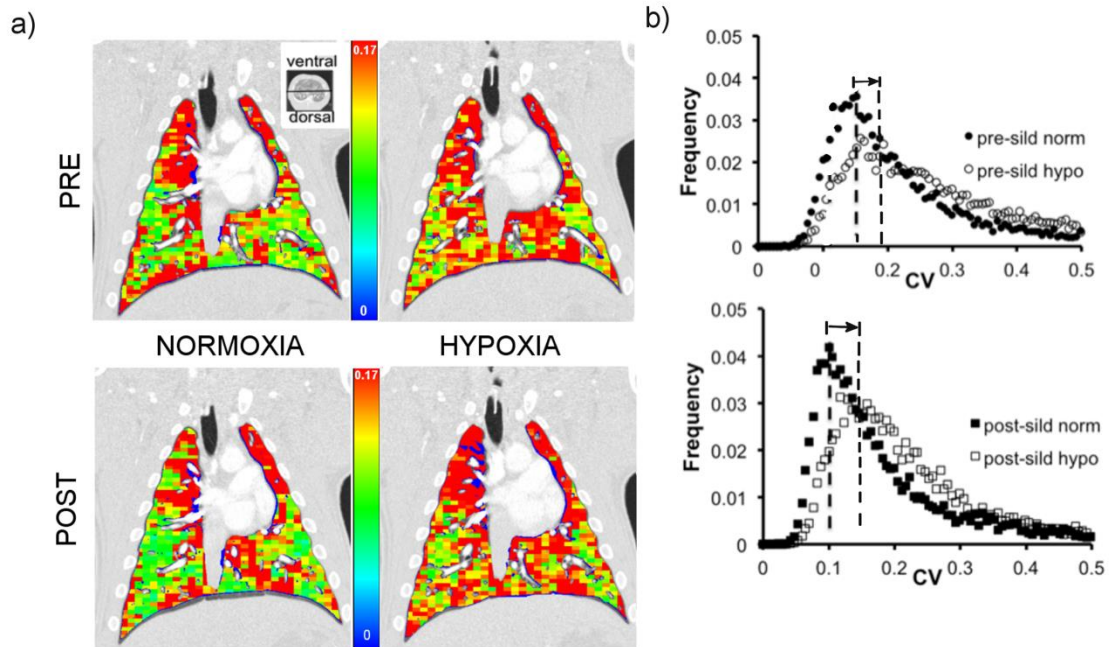 a)
PRE
0.17
ventral
dorsal
0
NORMOXIA
HYPOXIA
POST
0.17
0
b)
Frequency
0.05
0.04
0.03
0.02
0.01
0
pre-sild norm
pre-sild hypo
0 0 0.2 0.3 0.4 0.5
CV
Frequency
0.05
0.04
0.03
0.02
0.01
0
post-sild norm
post-sild hypo
0 0.1 0.2 0.3 0.4 0.5
CV